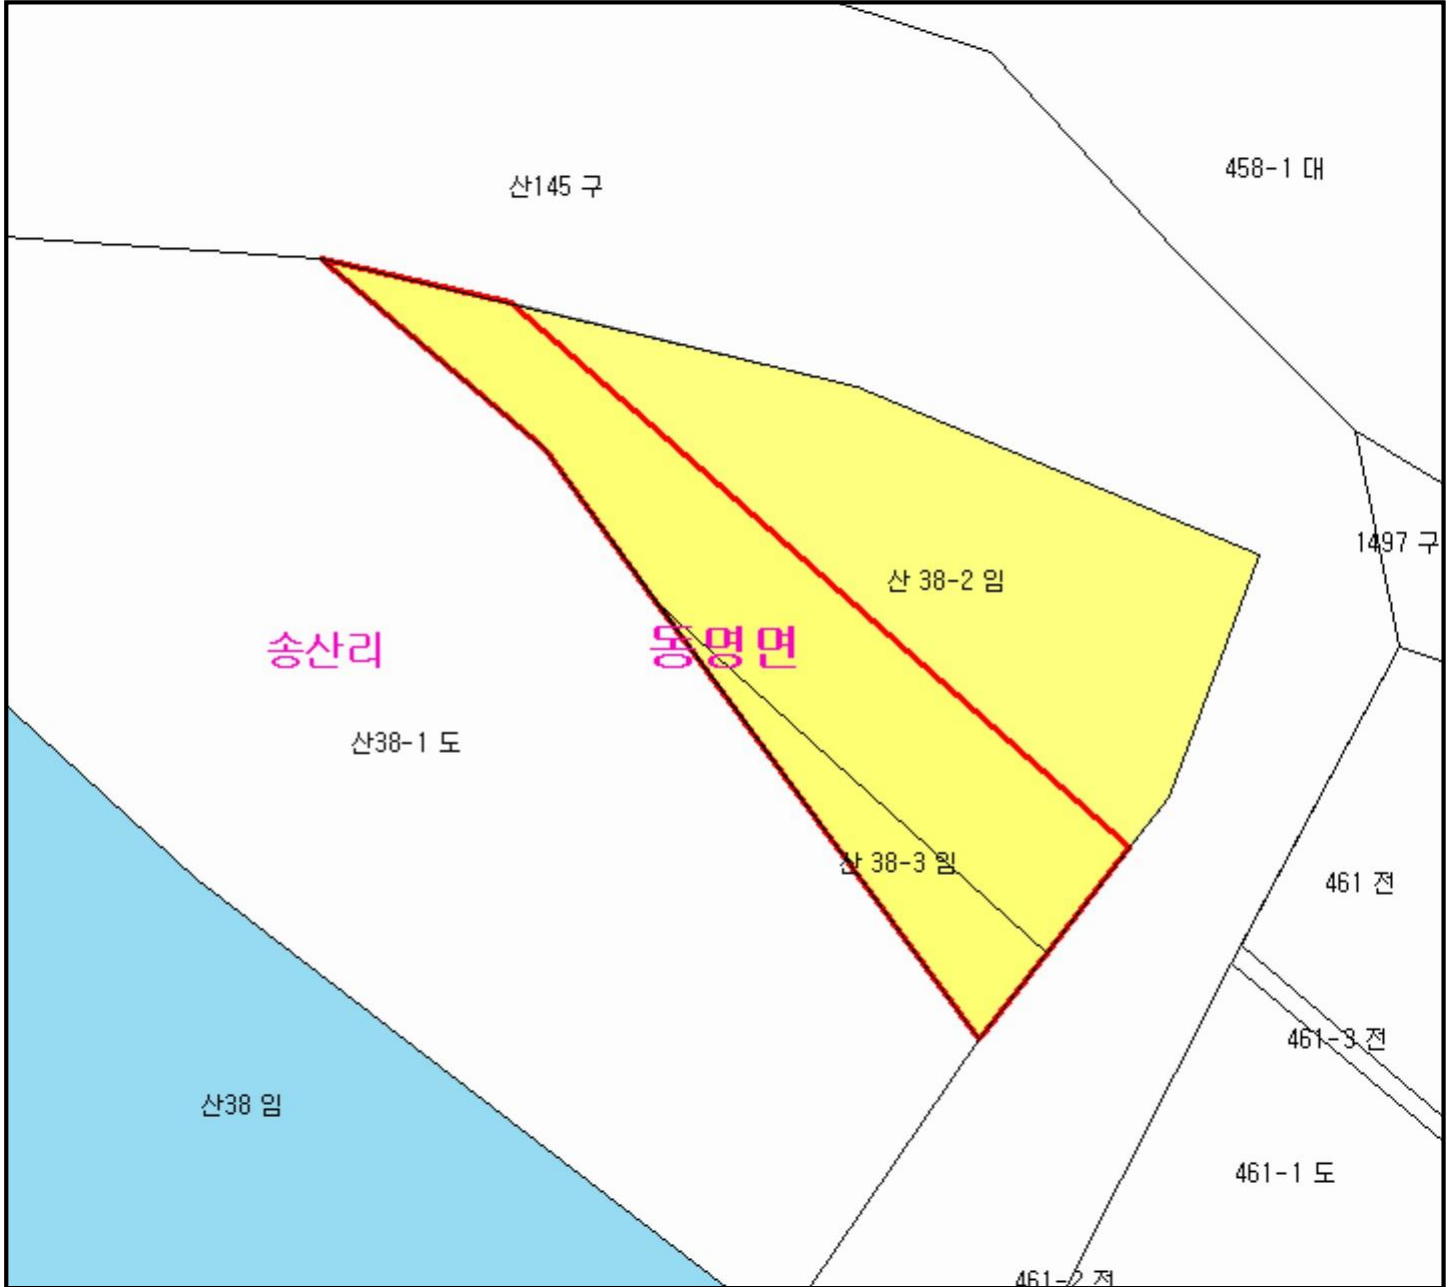 458-1 대
산145 구
1497 구
산 38-2 임
송산리
동명면
산38-1 도
산 38-3 임
461 전
461-3 전
산38 임
461-1 도
461-2 전